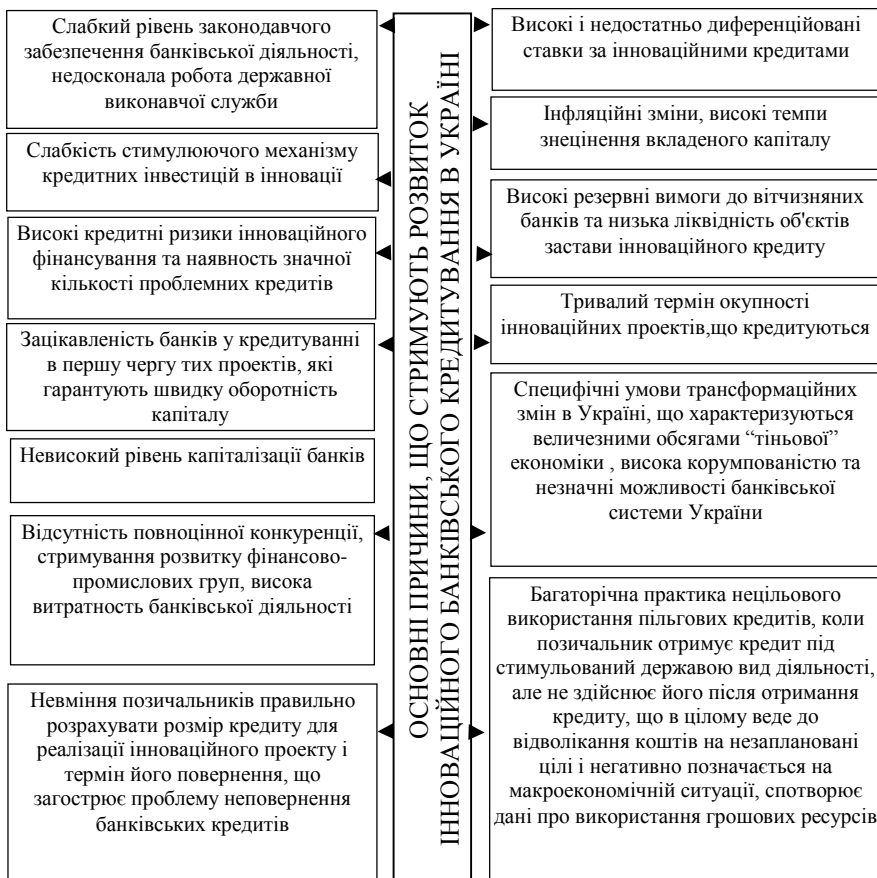 Слабкий рівень законодавчого
забезпечення банківської діяльності,
недосконала робота державної
виконавчої служби
Слабкість стимулюючого механізму
кредитних інвестицій в інновації
Високі кредитні ризики інноваційного
фінансування та наявность значної
кількості проблемних кредитів
Зацікавленість банків у кредитуванні
в першу чергу тих проектів, які
гарантують швидку оборотність
капіталу
Невисокий рівень капіталізації банків
Відсутність повноцінної конкуренції,
стримування розвитку фінансово-
промислових груп, висока
витратность банківської діяльності
Невміння позичальників правильно
розрахувати розмір кредиту для
реалізації інноваційного проекту і
термін його повернення, що
загострює проблему неповернення
банківських кредитів
ОСНОВНІ ПРИЧИНИ, ЩО СТРИМУЮТЬ РОЗВИТОК
ІННОВАЦІЙНОГО БАНКІВСЬКОГО КРЕДИТУВАННЯ В УКРАЇНІ
Високі і недостатньо диференційовані
ставки за інноваційними кредитами
Інфляційні зміни, високі темпи
знецінення вкладеного капіталу
Високі резервні вимоги до вітчизняних
банків та низька ліквідність об'єктів
застави інноваційного кредиту
Тривалий термін окупності
інноваційних проектів,що кредитуються
Специфічні умови трансформаційних
змін в Україні, що характеризуються
величезними обсягами “тіньової”
економіки , висока корумпованістю та
незначні можливості банківської
системи України
Багаторічна практика нецільового
використання пільгових кредитів, коли
позичальник отримує кредит під
стимульований державою вид діяльності,
але не здійснює його після отримання
кредиту, що в цілому веде до
відволікання коштів на незаплановані
цілі і негативно позначається на
макроекономічній ситуації, спотворює
дані про використання грошових ресурсів